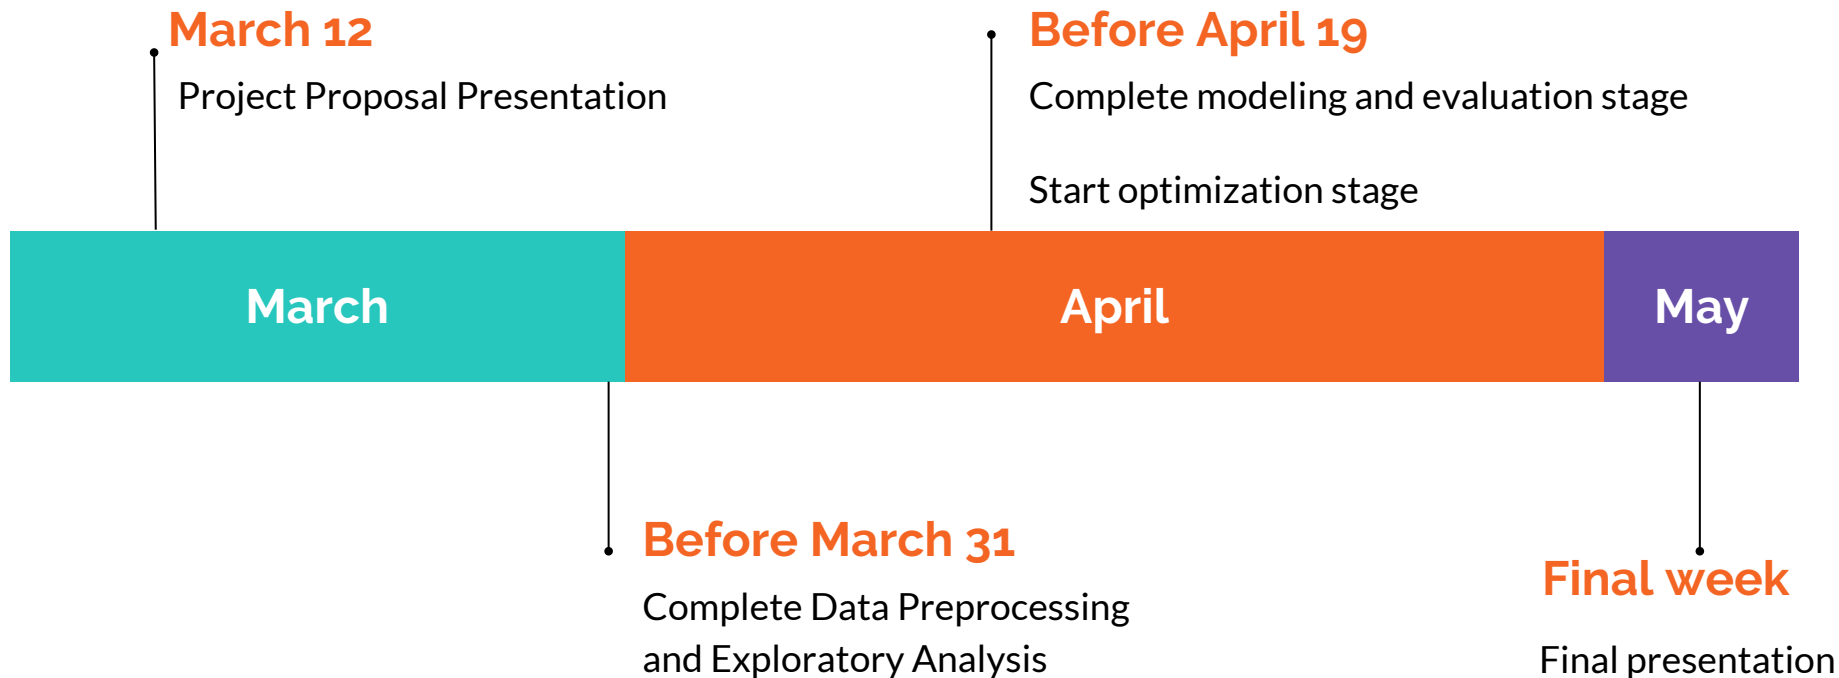 March 12
Project Proposal Presentation
Before April 19
Complete modeling and evaluation stage
Start optimization stage
March
April
May
Before March 31
Complete Data Preprocessing
and Exploratory Analysis
Final week
Final presentation